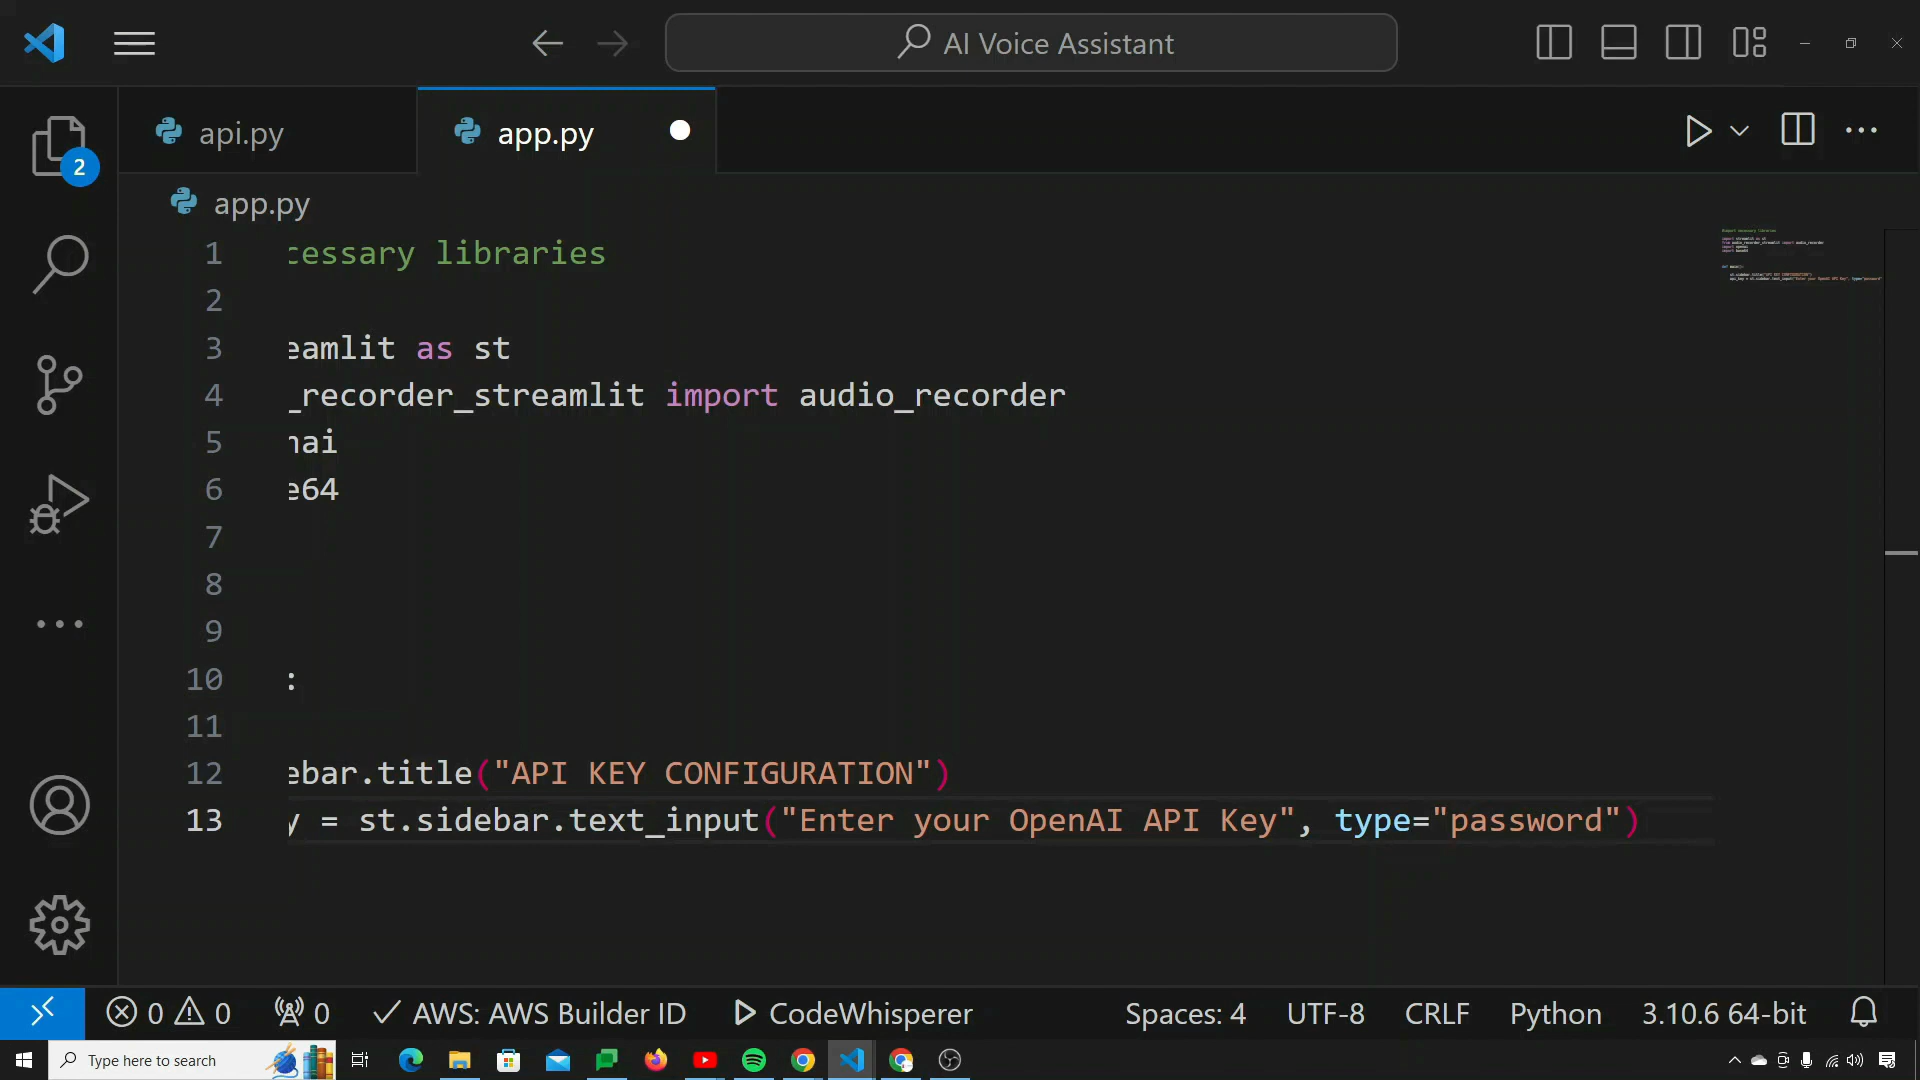 AI Voice Assistant
api.py
app.py
2
app.py
1 cessary libraries
2
3 eamlit as st
4 _recorder_streamlit import audio_recorder
5 nai
6 e64
7
8
9
10 :
11
12 ebar.title("API KEY CONFIGURATION")
13 y = st.sidebar.text_input("Enter your OpenAI API Key", type="password")
0 0 0 AWS: AWS Builder ID CodeWhisperer Spaces: 4 UTF-8 CRLF Python 3.10.6 64-bit
Type here to search